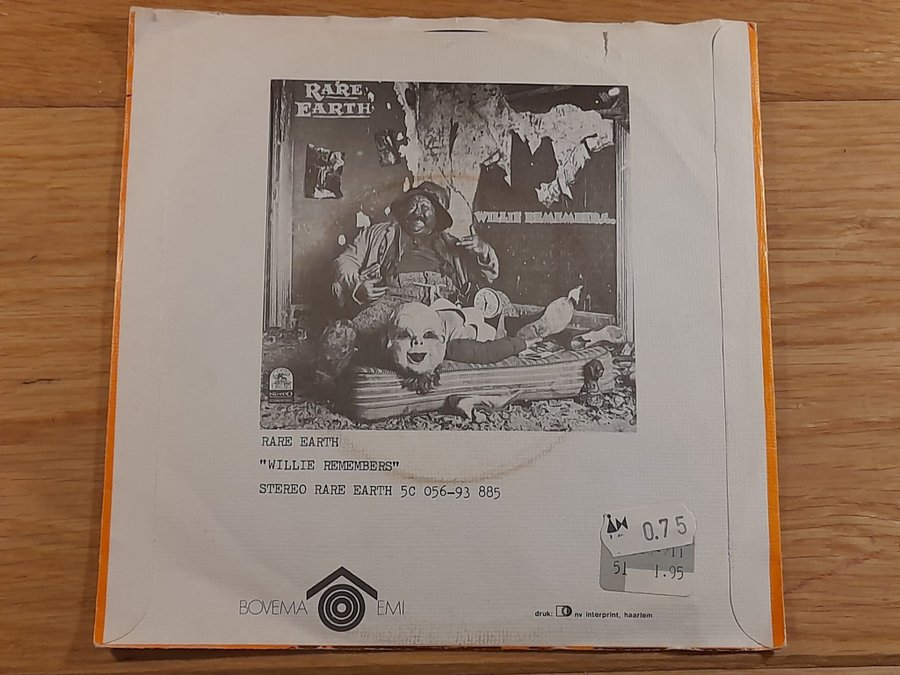 RARE
EARTH
WILLIE REMEMBERS..
RARE EARTH
"WILLIE REMEMBERS"
STEREO RARE EARTH 5C 056-93 885
0.75
51 1.95
BOVEMA EMI
druk: nv interprint, haarlem